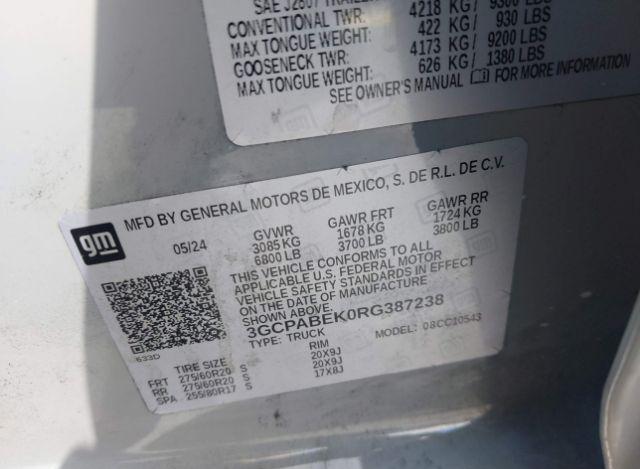 SAE J2807 TRAILER
4218 KG/ 9300 LBS
CONVENTIONAL TWR: 422 KG/ 930 LBS
MAX TONGUE WEIGHT: 4173 KG/ 9200 LBS
GOOSENECK TWR: 626 KG/ 1380 LBS
MAX TONGUE WEIGHT:
SEE OWNER'S MANUAL FOR MORE INFORMATION
gm
MFD BY GENERAL MOTORS DE MEXICO, S. DE R.L. DE C.V.
05/24 GVWR GAWR FRT GAWR RR
3085 KG 1678 KG 1724 KG
6800 LB 3700 LB 3800 LB
THIS VEHICLE CONFORMS TO ALL
APPLICABLE U.S. FEDERAL MOTOR
VEHICLE SAFETY STANDARDS IN EFFECT
ON THE DATE OF MANUFACTURE
SHOWN ABOVE.
3GCPABEK0RG387238
TYPE: TRUCK MODEL: 08CC10543
633D
TIRE SIZE RIM
FRT 275/60R20 S 20X9J
RR 275/60R20 S 20X9J
SPA 255/80R17 S 17X8J